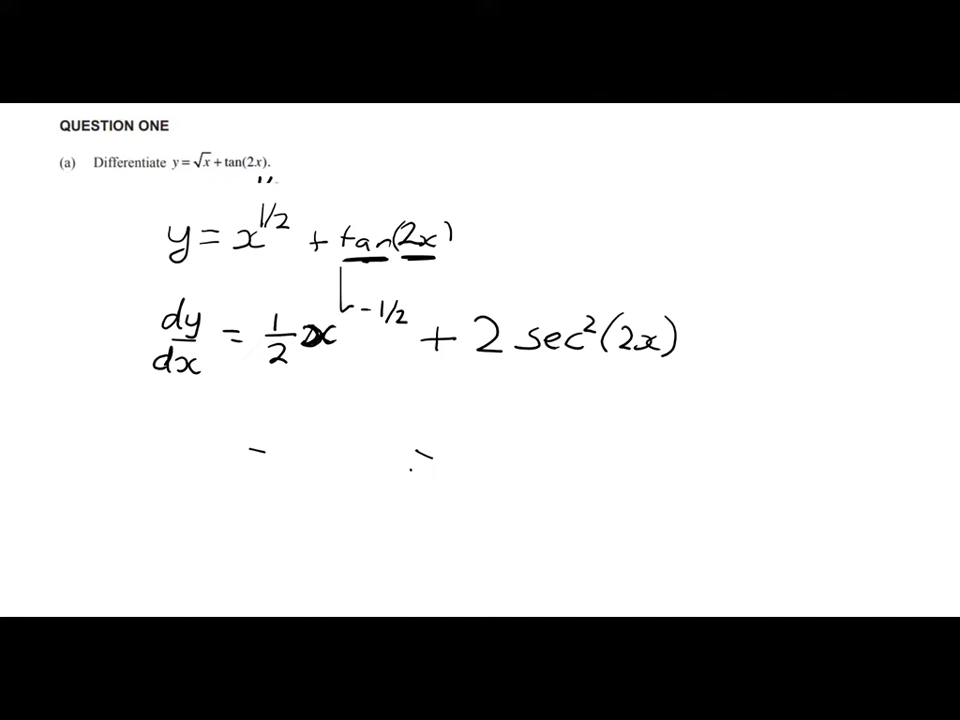 QUESTION ONE
(a) Differentiate y = √x + tan(2x).
y = x^1/2 + tan(2x)
dy/dx = 1/2 x^-1/2 + 2 sec²(2x)